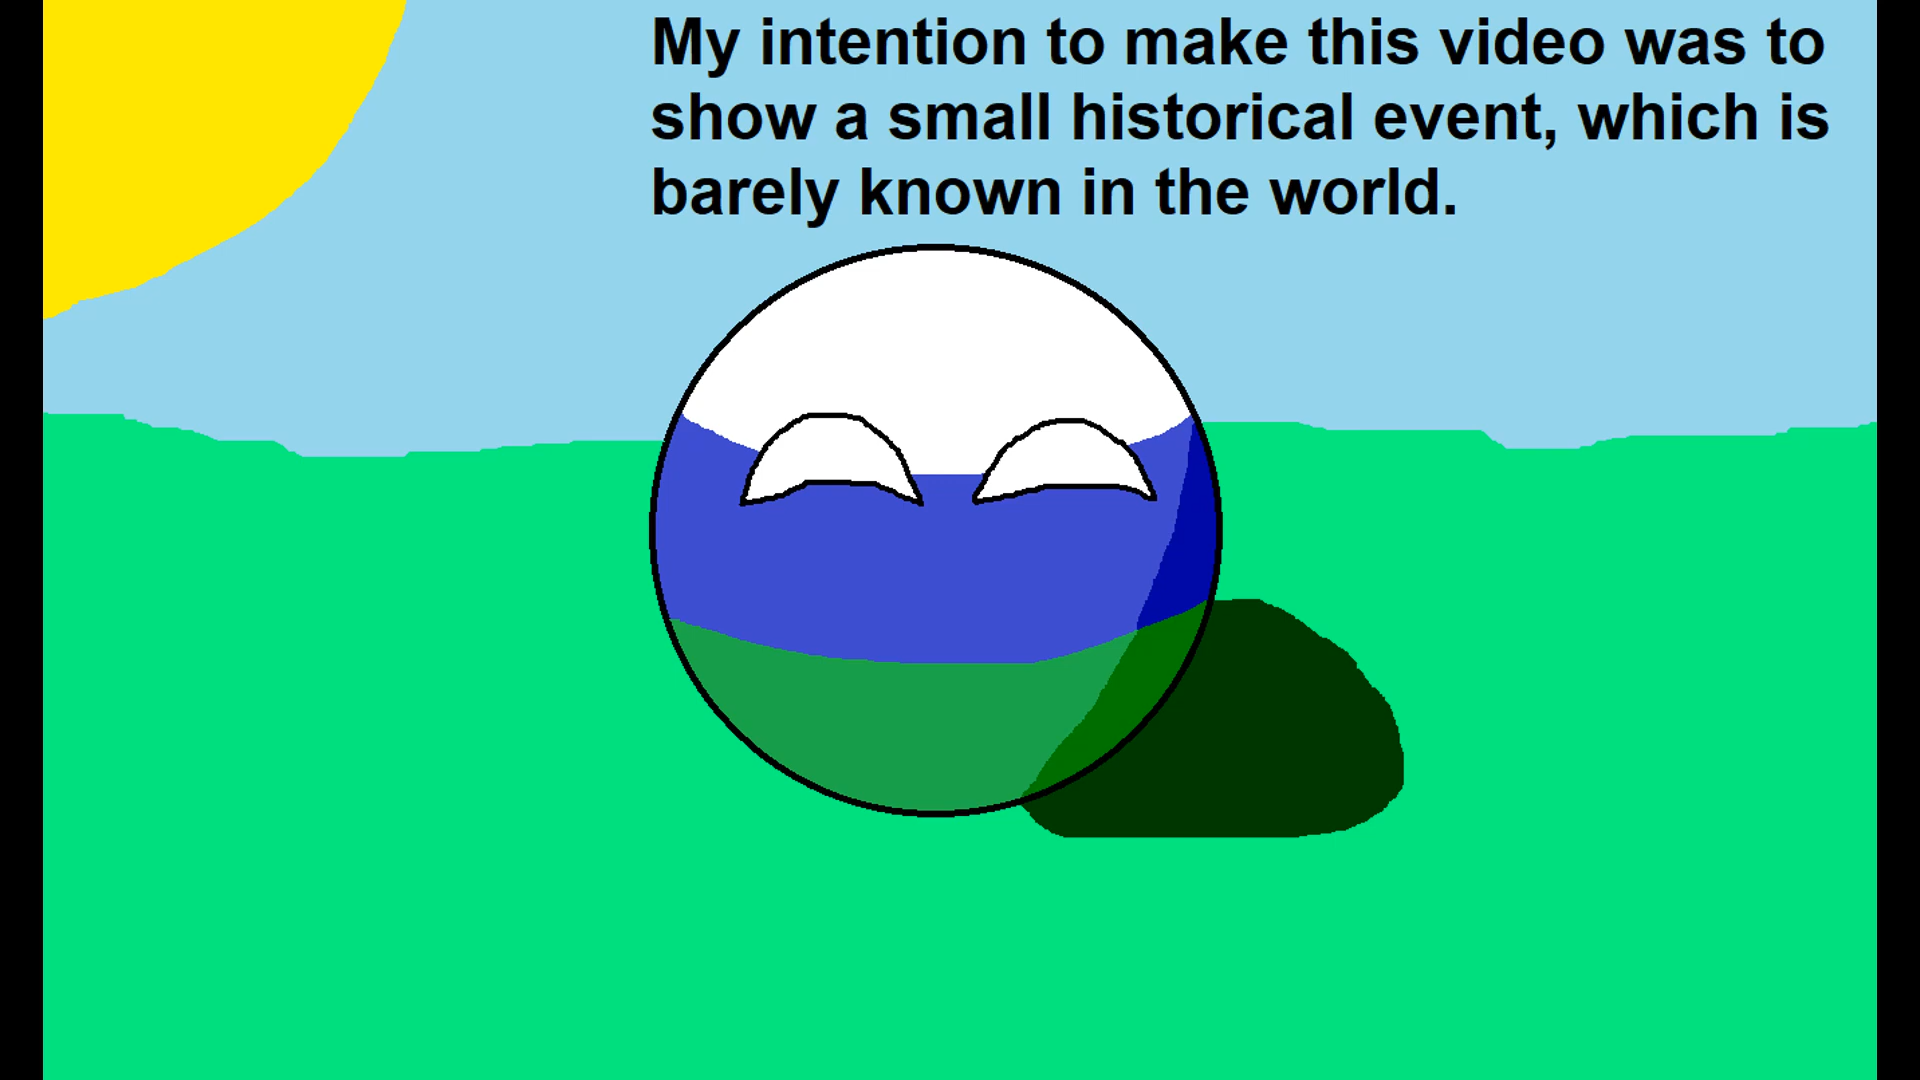 My intention to make this video was to
show a small historical event, which is
barely known in the world.